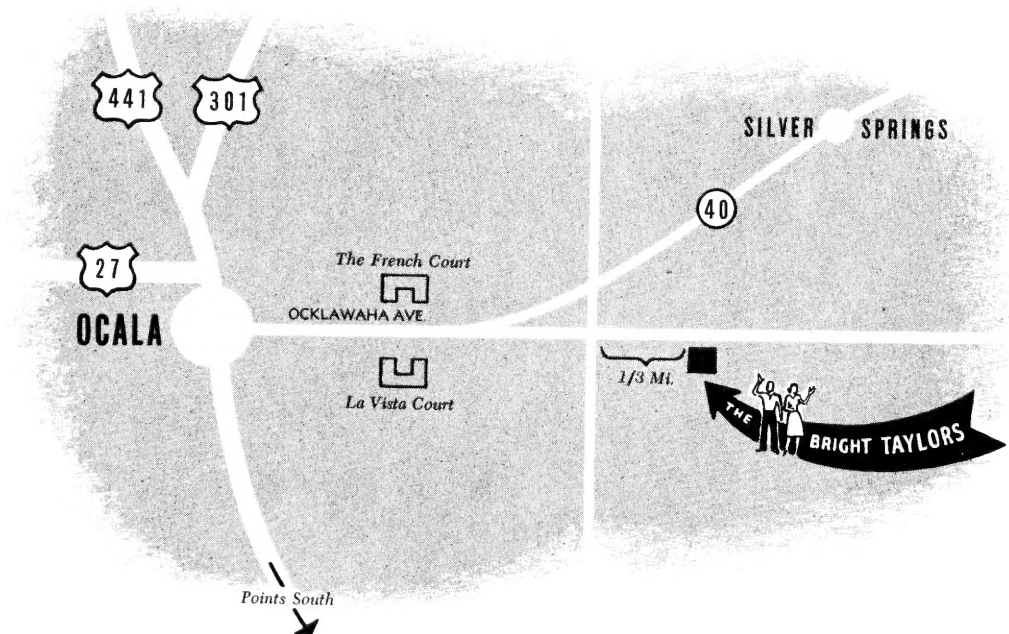 441
301
SILVER SPRINGS
40
27
The French Court
OCKLAWAHA AVE.
OCALA
1/3 Mi.
La Vista Court
THE BRIGHT TAYLORS
Points South